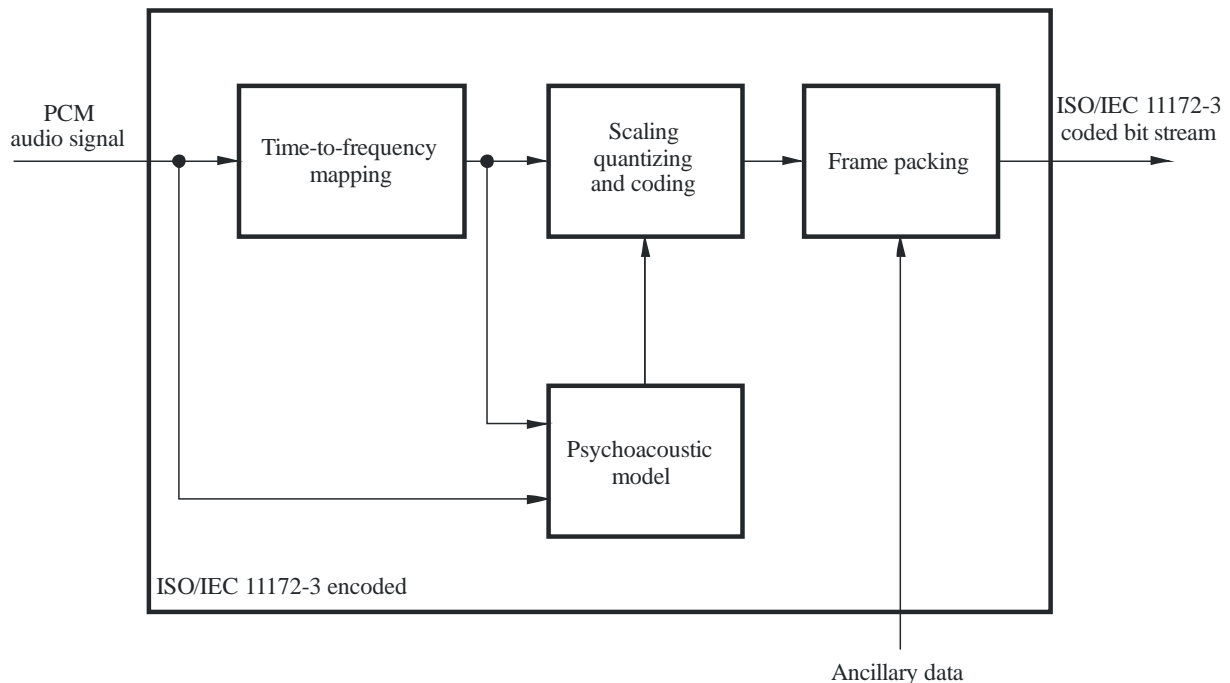 PCM
audio signal
Time-to-frequency
mapping
Scaling
quantizing
and coding
Frame packing
ISO/IEC 11172-3
coded bit stream
Psychoacoustic
model
ISO/IEC 11172-3 encoded
Ancillary data